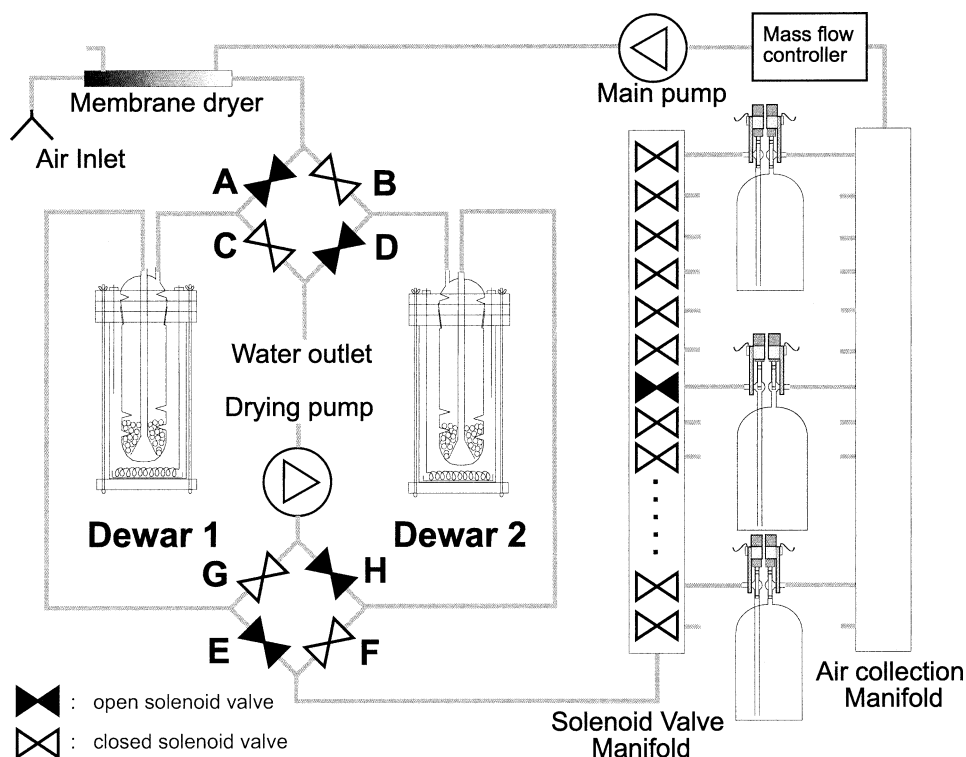 Mass flow
controller
Main pump
Membrane dryer
Air Inlet
A
B
C
D
Water outlet
Drying pump
Dewar 1
Dewar 2
G
H
E
F
: open solenoid valve
: closed solenoid valve
Solenoid Valve
Manifold
Air collection
Manifold